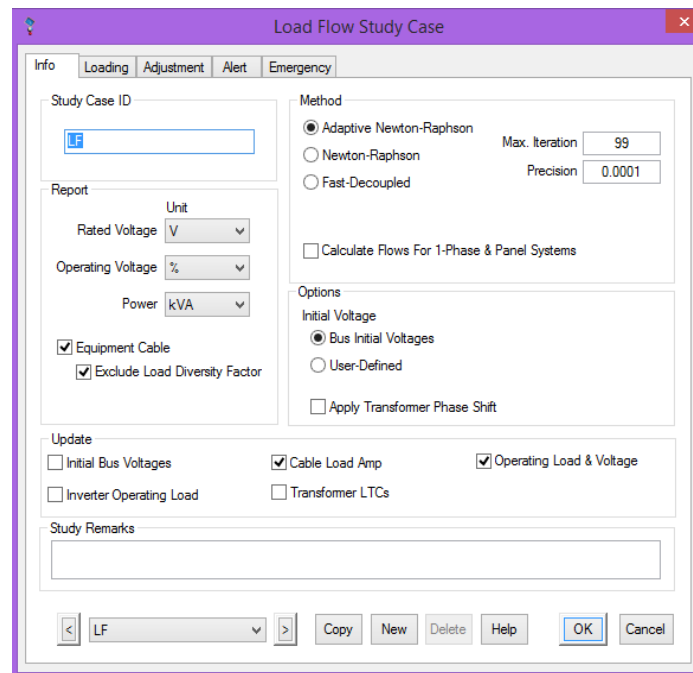 Load Flow Study Case
Info Loading Adjustment Alert Emergency
Study Case ID
LF
Report
Unit
Rated Voltage V
Operating Voltage %
Power kVA
Equipment Cable
Exclude Load Diversity Factor
Method
Adaptive Newton-Raphson
Newton-Raphson
Fast-Decoupled
Max. Iteration 99
Precision 0.0001
Calculate Flows For 1-Phase & Panel Systems
Options
Initial Voltage
Bus Initial Voltages
User-Defined
Apply Transformer Phase Shift
Update
Initial Bus Voltages Cable Load Amp Operating Load & Voltage
Inverter Operating Load Transformer LTCs
Study Remarks
< LF > Copy New Delete Help OK Cancel